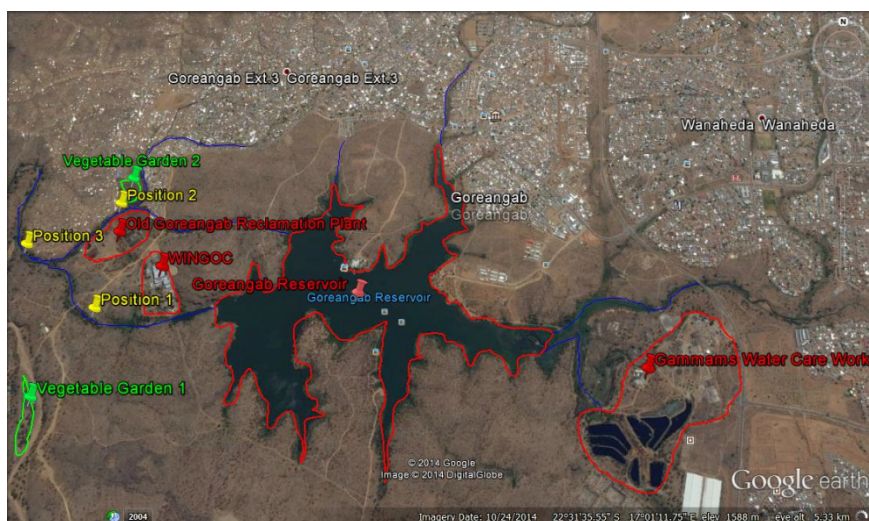 N
Goreangab Ext.3 Goreangab Ext.3
Wanaheda Wanaheda
Vegetable Garden 2
Position 2
Goreangab
Goreangab
Old Goreangab Reclamation Plant
Position 3
WINGOC
Goreangab Reservoir
Goreangab Reservoir
Position 1
Gammams Water Care Work
Vegetable Garden 1
© 2014 Google
Image © 2014 DigitalGlobe
Google earth
2004
Imagery Date: 10/24/2014 22°31'35.55" S 17°01'11.75" E elev 1588 m eye alt 5.33 km